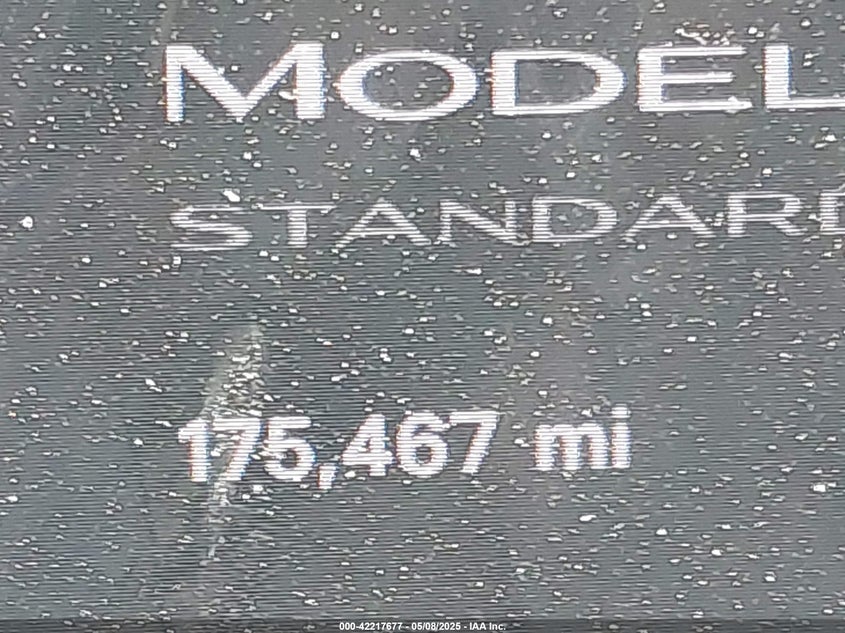 MODEL
STANDARD
175,467 mi
000-42217677 - 05/08/2025 - IAA Inc.